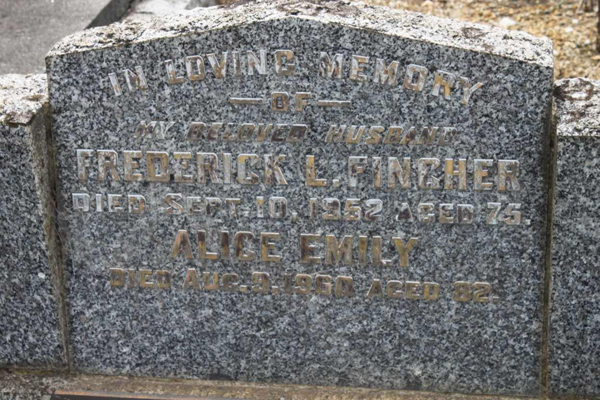 IN LOVING MEMORY
OF
MY BELOVED HUSBAND
FREDERICK L. FINCHER
DIED SEPT. 10, 1952 AGED 75.
ALICE EMILY
DIED AUG. 9, 1960 AGED 82.